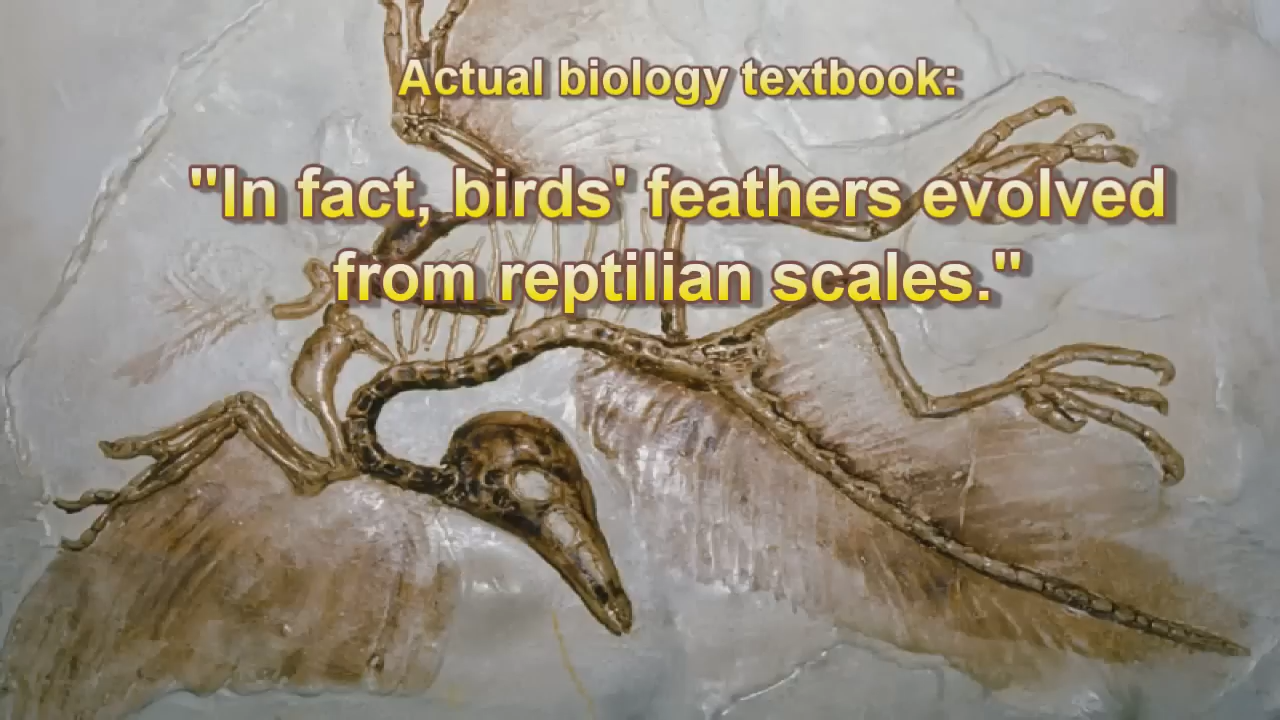 Actual biology textbook:
"In fact, birds' feathers evolved
from reptilian scales."